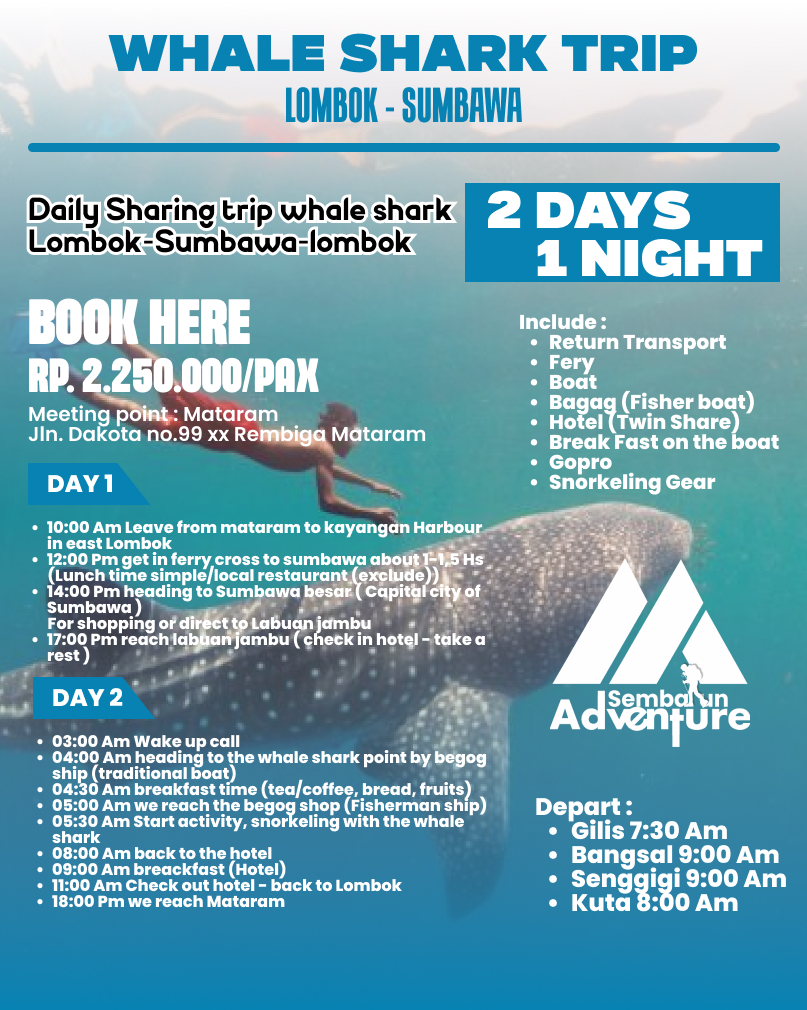 WHALE SHARK TRIP
LOMBOK - SUMBAWA
Daily Sharing trip whale shark
Lombok-Sumbawa-lombok
2 DAYS
1 NIGHT
BOOK HERE
RP. 2.250.000/PAX
Meeting point : Mataram
Jln. Dakota no.99 xx Rembiga Mataram
Include :
• Return Transport
• Fery
• Boat
• Bagag (Fisher boat)
• Hotel (Twin Share)
• Break Fast on the boat
• Gopro
• Snorkeling Gear
DAY 1
• 10:00 Am Leave from mataram to kayangan Harbour
in east Lombok
• 12:00 Pm get in ferry cross to sumbawa about 1-1,5 Hs
(Lunch time simple/local restaurant (exclude))
• 14:00 Pm heading to Sumbawa besar ( Capital city of
Sumbawa )
For shopping or direct to Labuan jambu
• 17:00 Pm reach labuan jambu ( check in hotel - take a
rest )
DAY 2
• 03:00 Am Wake up call
• 04:00 Am heading to the whale shark point by begog
ship (traditional boat)
• 04:30 Am breakfast time (tea/coffee, bread, fruits)
• 05:00 Am we reach the begog shop (Fisherman ship)
• 05:30 Am Start activity, snorkeling with the whale
shark
• 08:00 Am back to the hotel
• 09:00 Am breackfast (Hotel)
• 11:00 Am Check out hotel - back to Lombok
• 18:00 Pm we reach Mataram
Sembalun
Adventure
Depart :
• Gilis 7:30 Am
• Bangsal 9:00 Am
• Senggigi 9:00 Am
• Kuta 8:00 Am